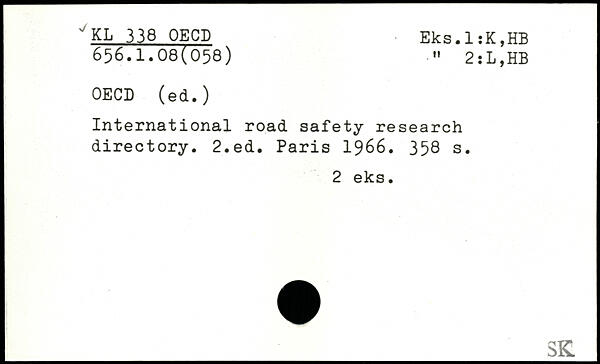 KL 338 OECD Eks.1:K,HB
656.1.08(058) " 2:L,HB
OECD (ed.)
International road safety research
directory. 2.ed. Paris 1966. 358 s.
2 eks.
SK